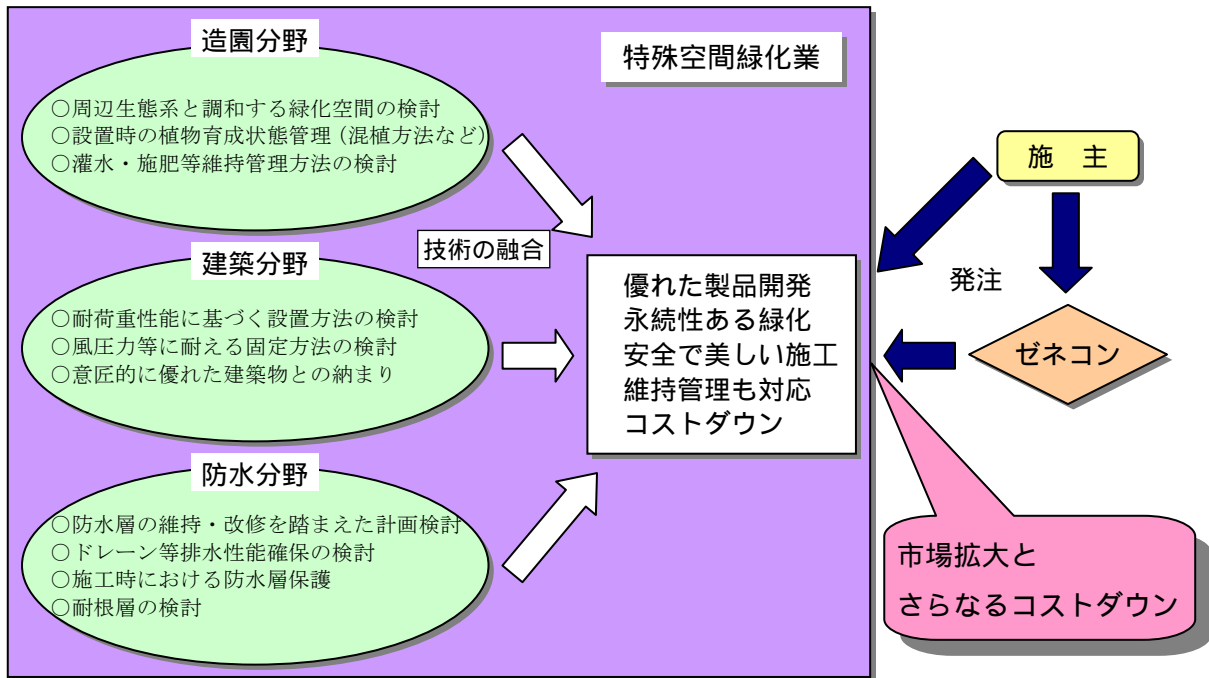 造園分野
○周辺生態系と調和する緑化空間の検討
○設置時の植物育成状態管理（混植方法など）
○灌水・施肥等維持管理方法の検討
建築分野
○耐荷重性能に基づく設置方法の検討
○風圧力等に耐える固定方法の検討
○意匠的に優れた建築物との納まり
防水分野
○防水層の維持・改修を踏まえた計画検討
○ドレーン等排水性能確保の検討
○施工時における防水層保護
○耐根層の検討
技術の融合
特殊空間緑化業
優れた製品開発
永続性ある緑化
安全で美しい施工
維持管理も対応
コストダウン
施　主
発注
ゼネコン
市場拡大と
さらなるコストダウン